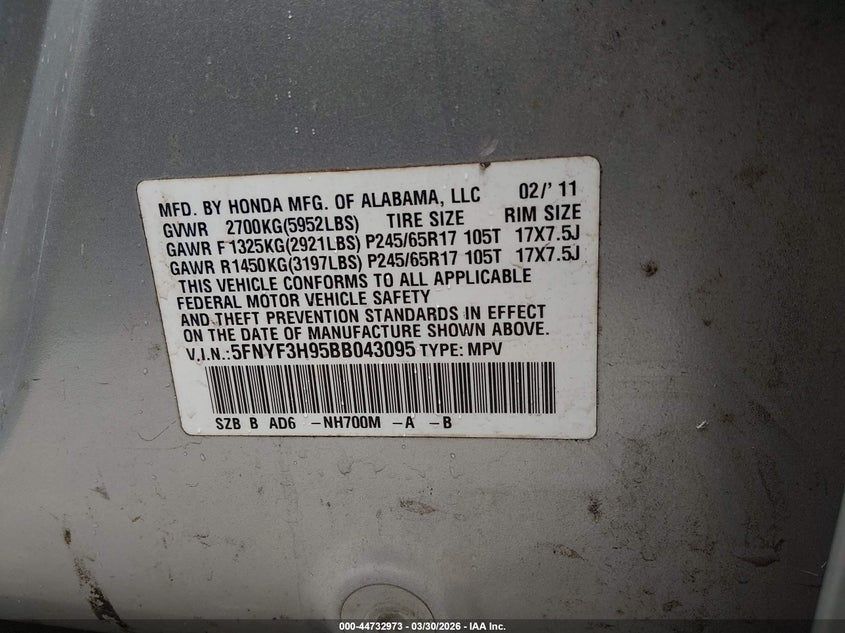 MFD. BY HONDA MFG. OF ALABAMA, LLC 02/' 11
GVWR 2700KG(5952LBS) TIRE SIZE RIM SIZE
GAWR F1325KG(2921LBS) P245/65R17 105T 17X7.5J
GAWR R1450KG(3197LBS) P245/65R17 105T 17X7.5J
THIS VEHICLE CONFORMS TO ALL APPLICABLE
FEDERAL MOTOR VEHICLE SAFETY
AND THEFT PREVENTION STANDARDS IN EFFECT
ON THE DATE OF MANUFACTURE SHOWN ABOVE.
V.I.N.:5FNYF3H95BB043095 TYPE: MPV
SZB B AD6 -NH700M -A -B
000-44732973 - 03/30/2026 - IAA Inc.